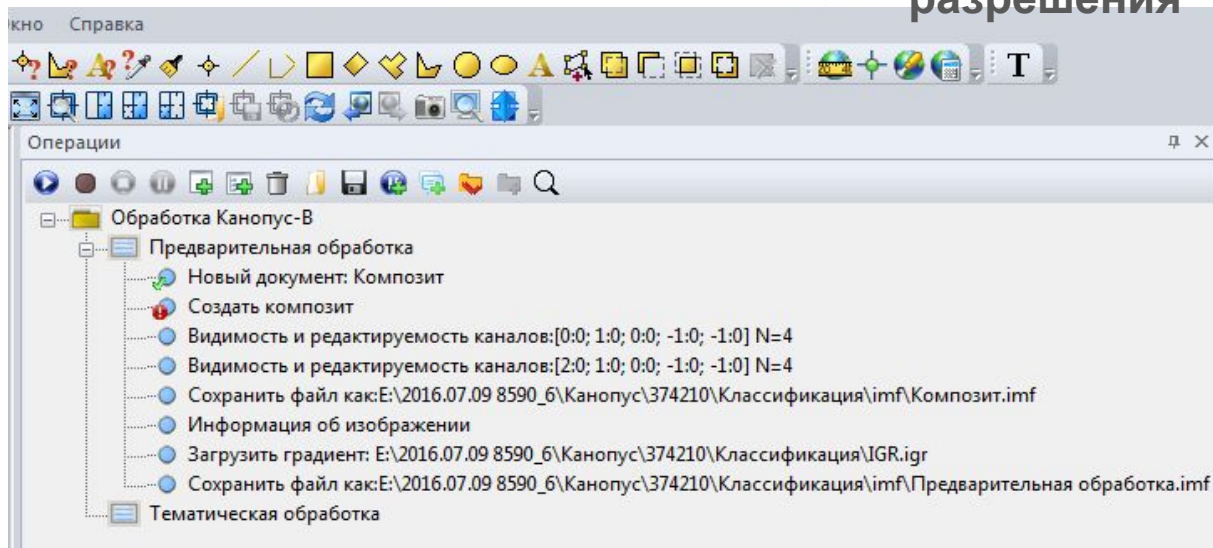 разрешения
кно Справка
T
Операции
Обработка Канопус-В
Предварительная обработка
Новый документ: Композит
Создать композит
Видимость и редактируемость каналов:[0:0; 1:0; 0:0; -1:0; -1:0] N=4
Видимость и редактируемость каналов:[2:0; 1:0; 0:0; -1:0; -1:0] N=4
Сохранить файл как:E:\2016.07.09 8590_6\Канопус\374210\Классификация\imf\Композит.imf
Информация об изображении
Загрузить градиент: E:\2016.07.09 8590_6\Канопус\374210\Классификация\IGR.igr
Сохранить файл как:E:\2016.07.09 8590_6\Канопус\374210\Классификация\imf\Предварительная обработка.imf
Тематическая обработка